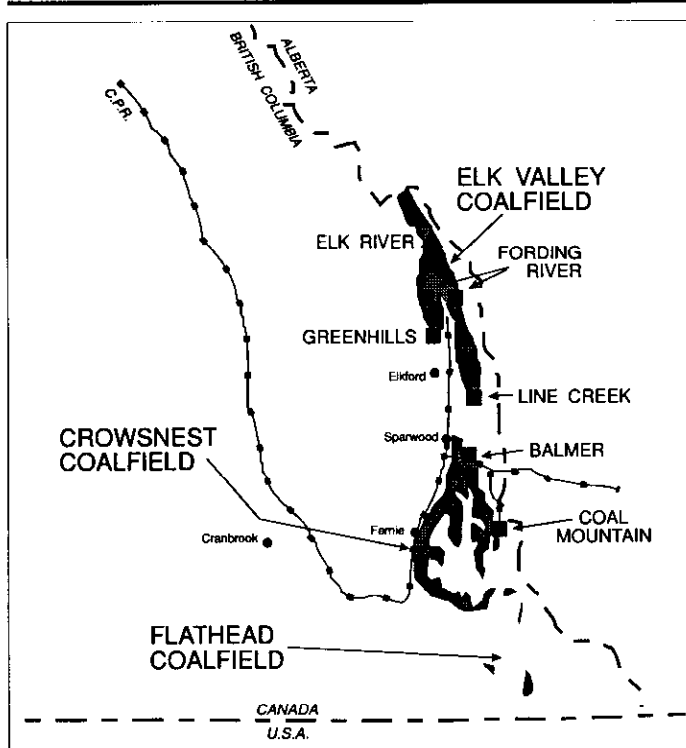 ALBERTA
BRITISH COLUMBIA
C.P.R.
ELK VALLEY
COALFIELD
ELK RIVER
FORDING
RIVER
GREENHILLS
Elkford
LINE CREEK
Sparwood
CROWSNEST
COALFIELD
BALMER
Fernie
Cranbrook
COAL
MOUNTAIN
FLATHEAD
COALFIELD
CANADA
U.S.A.